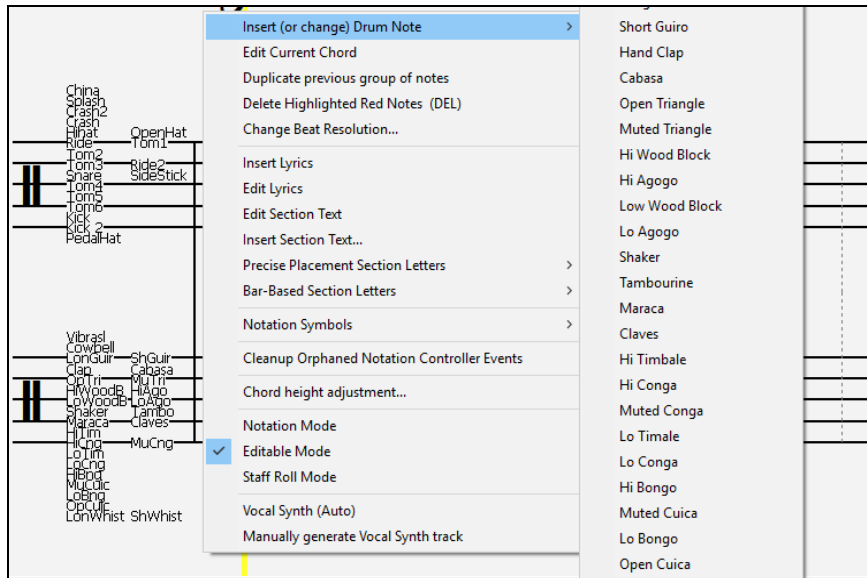 China
Splash
Crash2
Crash
Hihat OpenHat
Ride Tom1
Tom2
Tom3 Ride2
Snare SideStick
Tom4
Tom5
Tom6
Kick
Kick 2
PedalHat
Vibrasl
Cowbell
LonGuir ShGuir
Clap Cabasa
OpTri MuTri
HiWoodB HiAgo
LoWoodB LoAgo
Shaker Tambo
Maraca Claves
HiTim
HiCng MuCng
LoTim
LoCng
HiBng
MuCuic
LoBng
OpCuic
LonWhist ShWhist
Insert (or change) Drum Note
Edit Current Chord
Duplicate previous group of notes
Delete Highlighted Red Notes (DEL)
Change Beat Resolution...
Insert Lyrics
Edit Lyrics
Edit Section Text
Insert Section Text...
Precise Placement Section Letters
Bar-Based Section Letters
Notation Symbols
Cleanup Orphaned Notation Controller Events
Chord height adjustment...
Notation Mode
Editable Mode
Staff Roll Mode
Vocal Synth (Auto)
Manually generate Vocal Synth track
Short Guiro
Hand Clap
Cabasa
Open Triangle
Muted Triangle
Hi Wood Block
Hi Agogo
Low Wood Block
Lo Agogo
Shaker
Tambourine
Maraca
Claves
Hi Timbale
Hi Conga
Muted Conga
Lo Timale
Lo Conga
Hi Bongo
Muted Cuica
Lo Bongo
Open Cuica